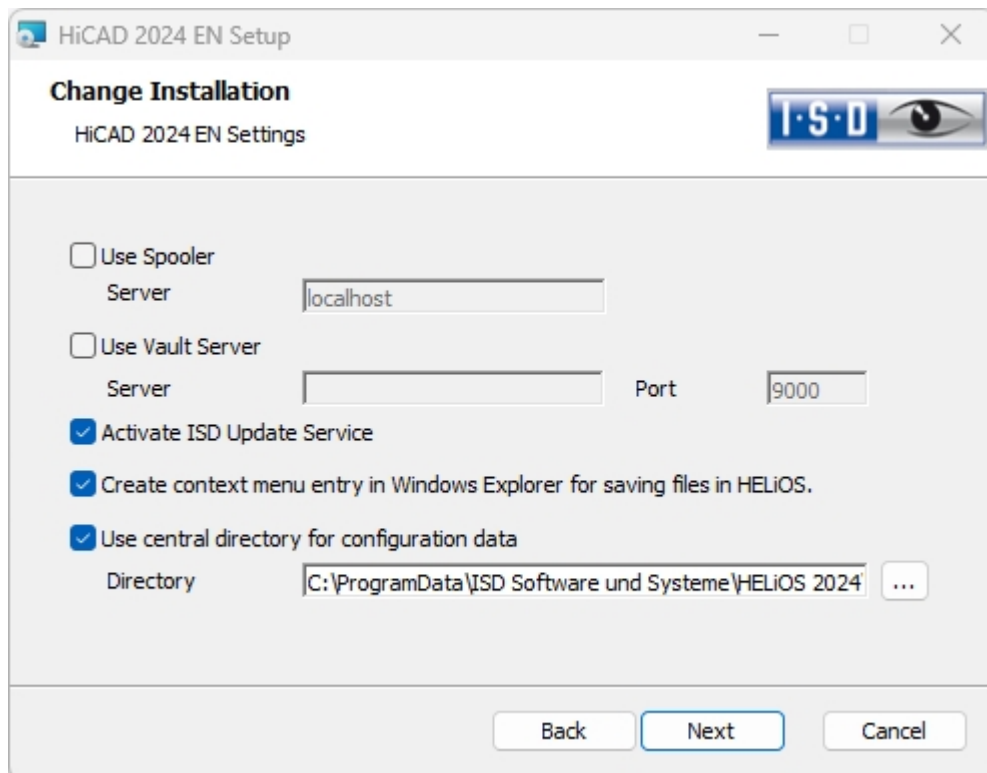 HiCAD 2024 EN Setup
Change Installation
HiCAD 2024 EN Settings
I·S·D
Use Spooler
Server localhost
Use Vault Server
Server Port 9000
Activate ISD Update Service
Create context menu entry in Windows Explorer for saving files in HELiOS.
Use central directory for configuration data
Directory C:\ProgramData\ISD Software und Systeme\HELiOS 2024\ ...
Back Next Cancel